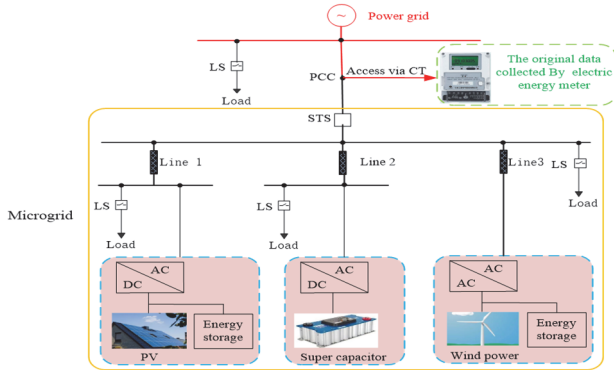 Power grid
LS
Load
PCC
Access via CT
The original data
collected By electric
energy meter
STS
Line 1
Line 2
Line3
LS
Load
LS
Load
LS
Load
Microgrid
AC
DC
AC
DC
AC
AC
Energy
storage
PV
Super capacitor
Energy
storage
Wind power